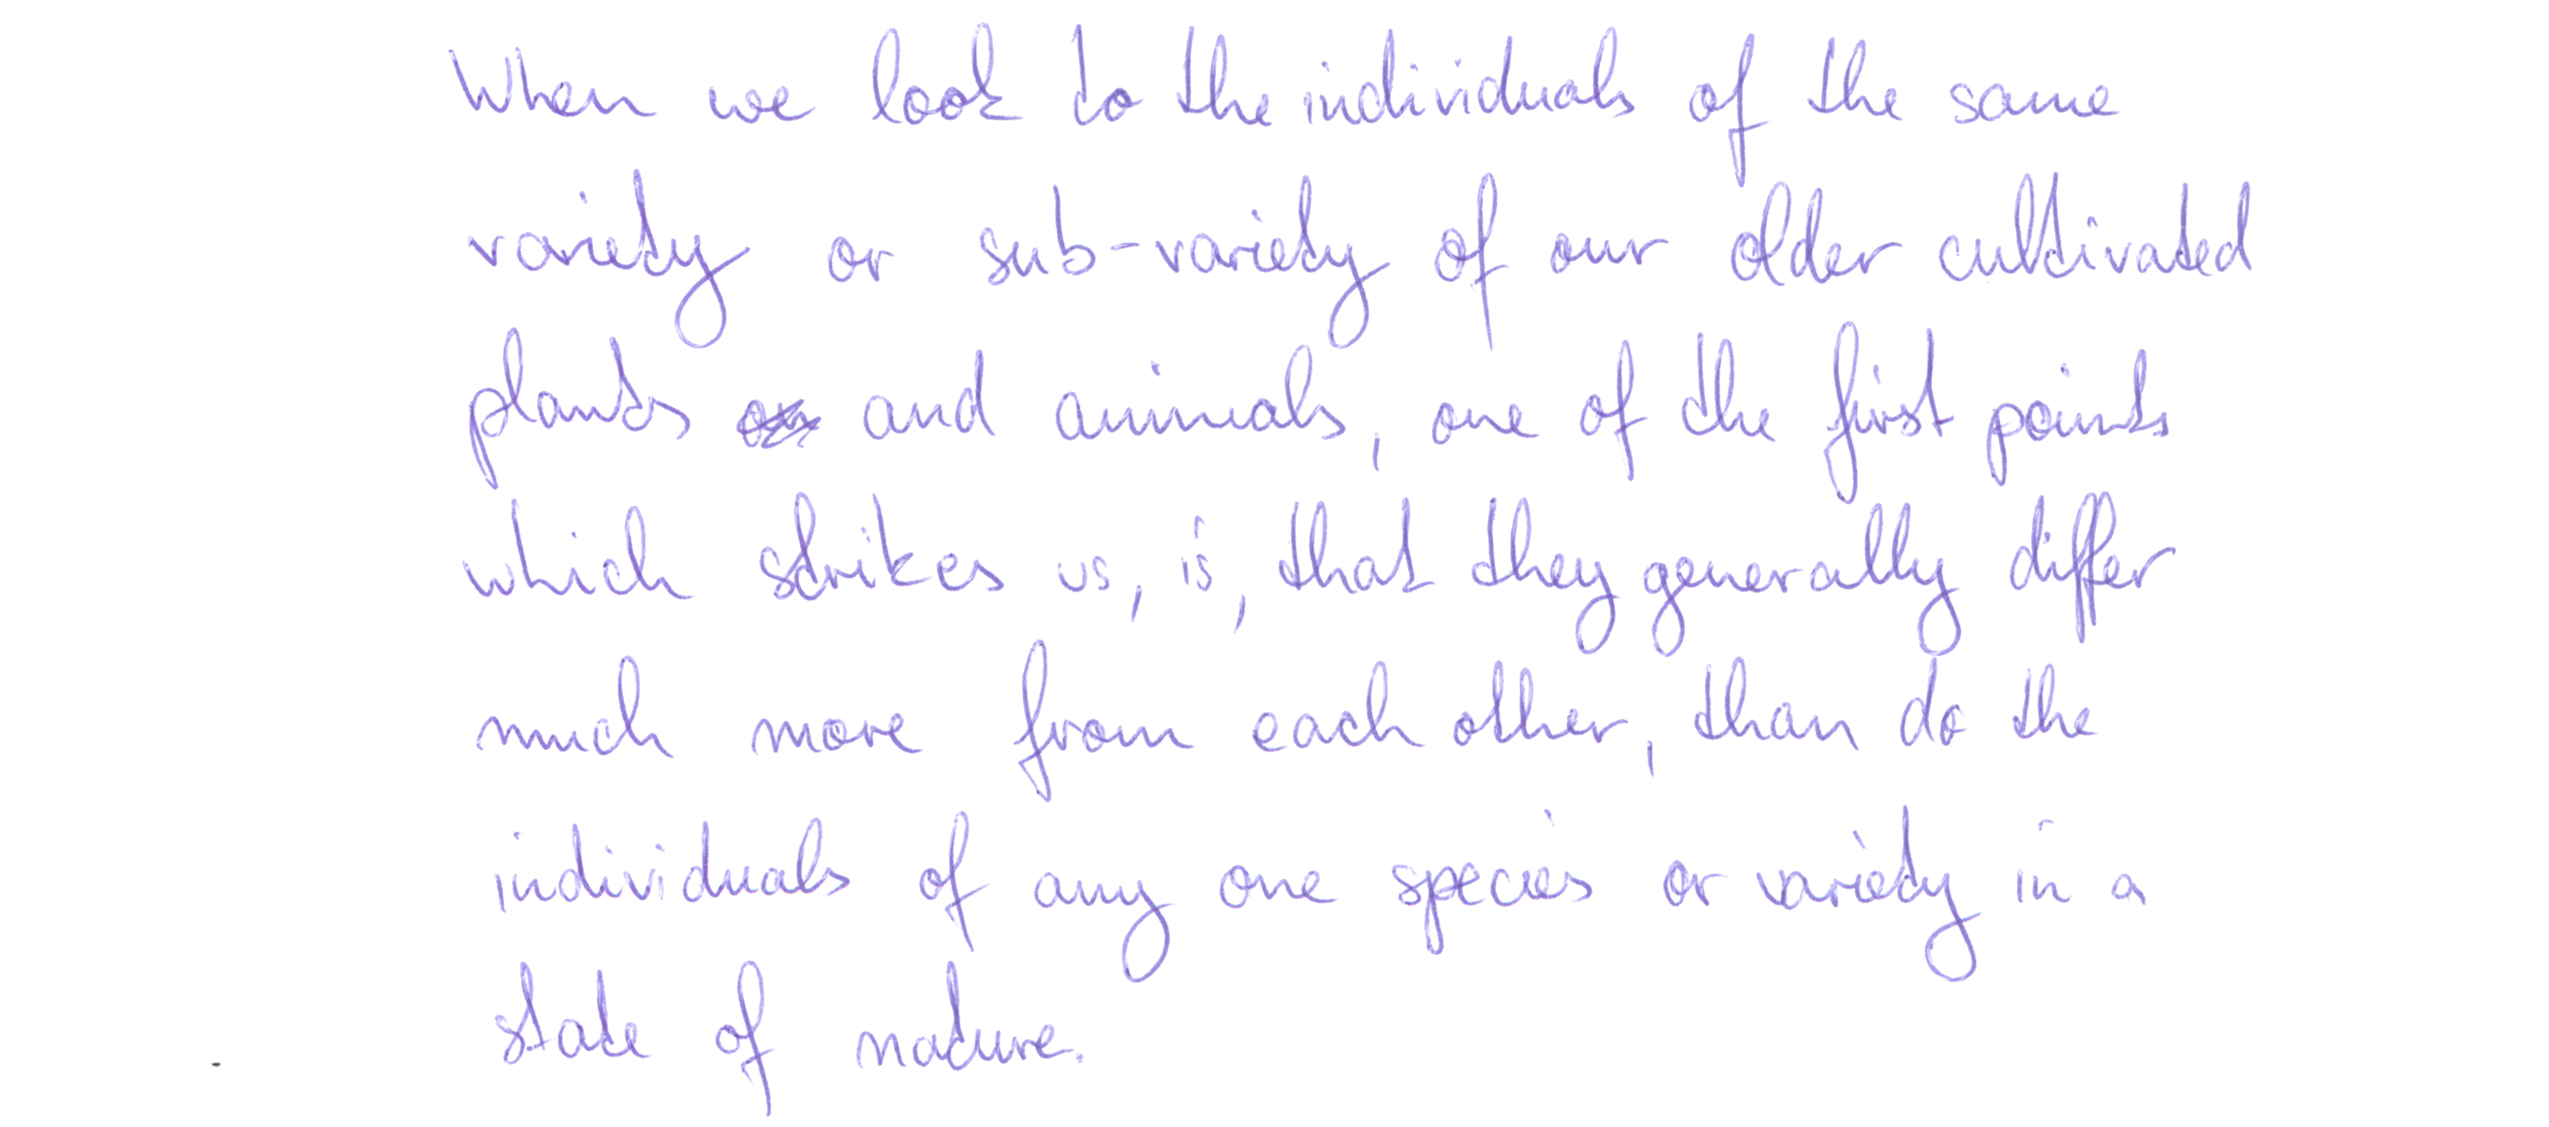 When we look to the individuals of the same
variety or sub-variety of our older cultivated
plants and animals, one of the first points
which strikes us, is, that they generally differ
much more from each other, than do the
individuals of any one species or variety in a
state of nature.